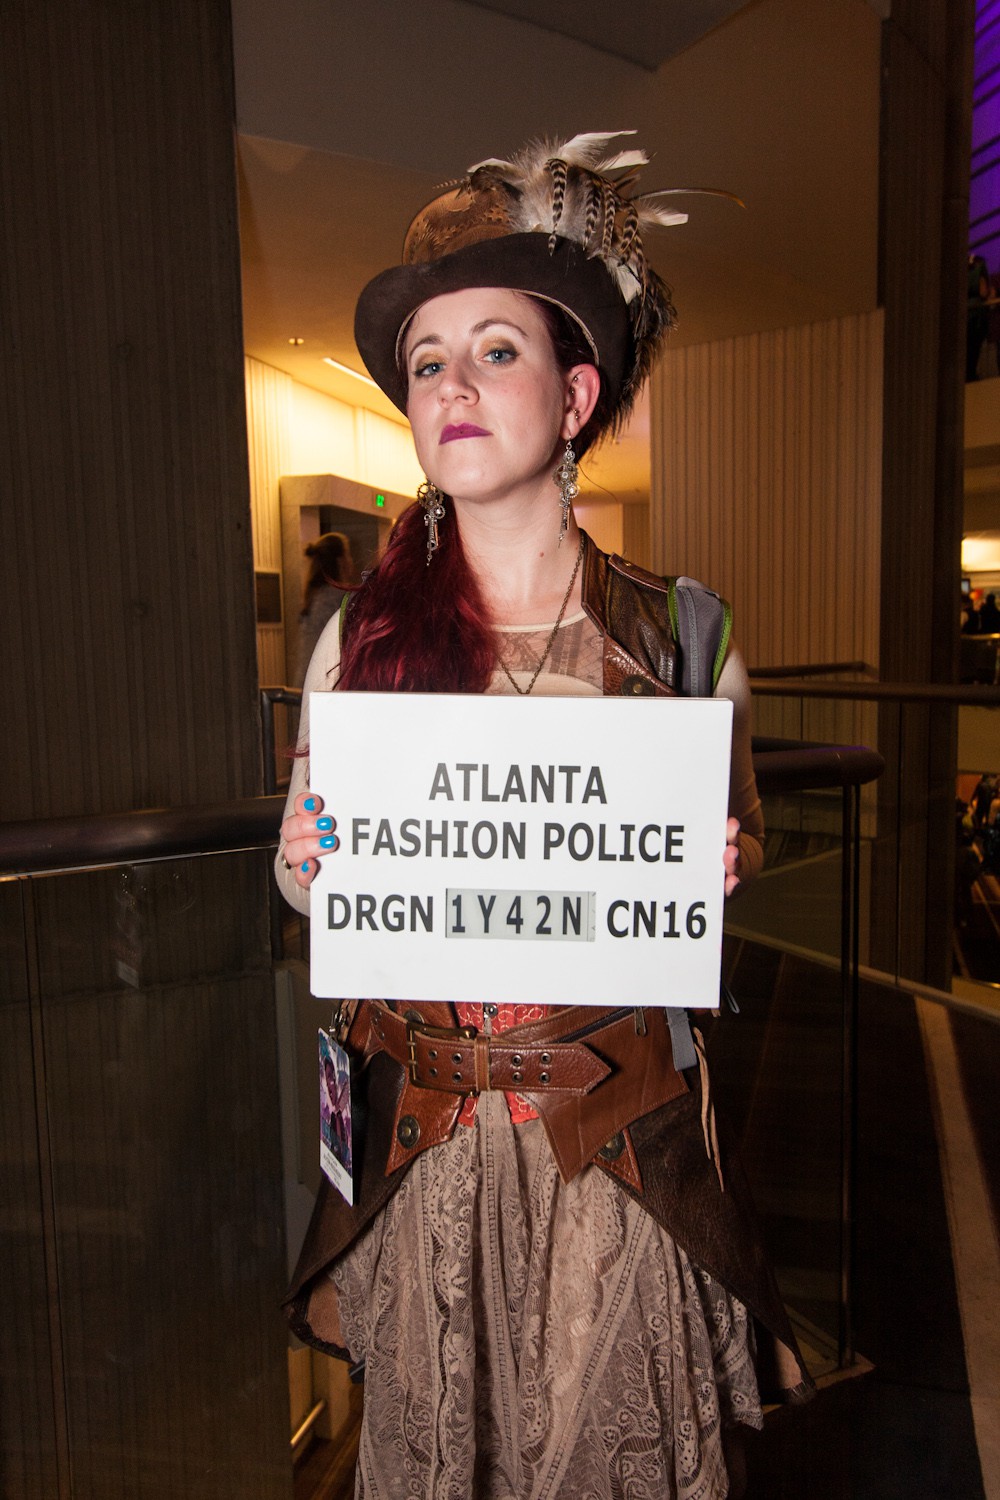 ATLANTA
FASHION POLICE
DRGN 1Y42N CN16